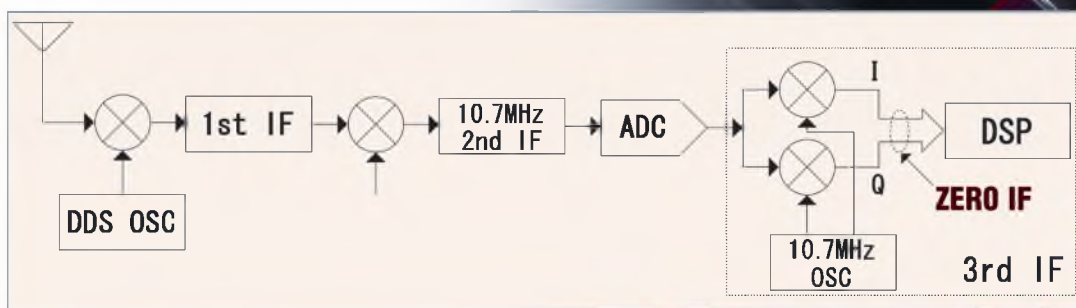 DDS OSC
1st IF
10.7MHz
2nd IF
ADC
I
Q
10.7MHz
OSC
DSP
ZERO IF
3rd IF